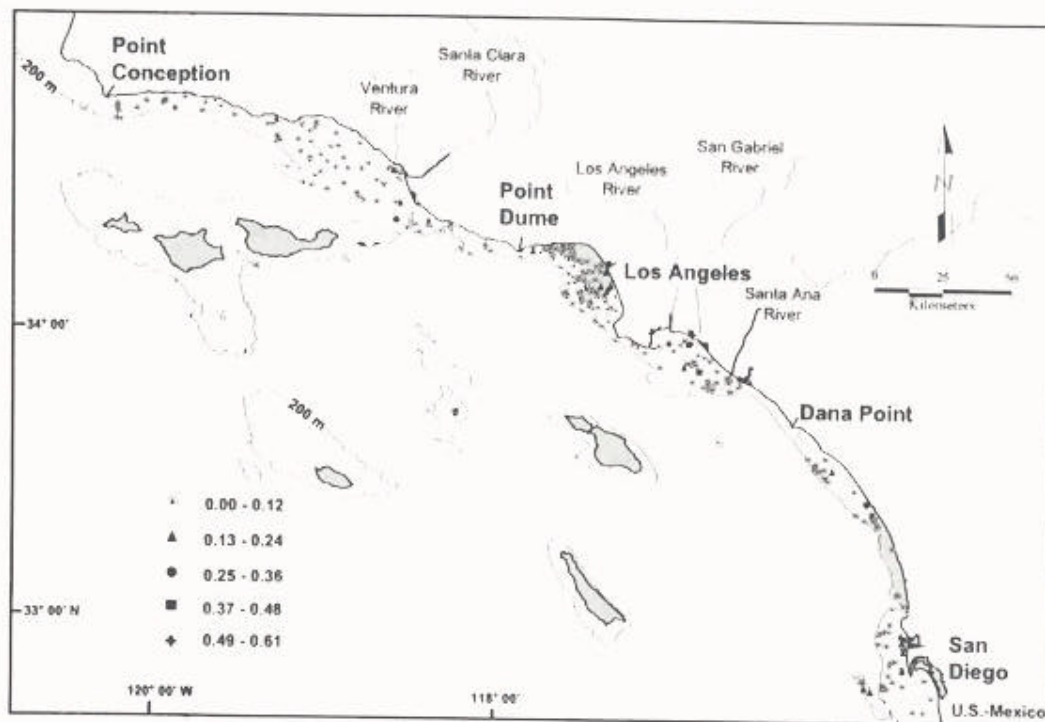 Point
Conception
200 m
Santa Clara
River
Ventura
River
San Gabriel
River
Los Angeles
River
Point
Dume
N
Los Angeles
0 25 50
Kilometers
Santa Ana
River
34° 00′
200 m
Dana Point
0.00 - 0.12
0.13 - 0.24
0.25 - 0.36
0.37 - 0.48
0.49 - 0.61
33° 00′ N
San
Diego
120° 00′ W
118° 00′
U.S.-Mexico